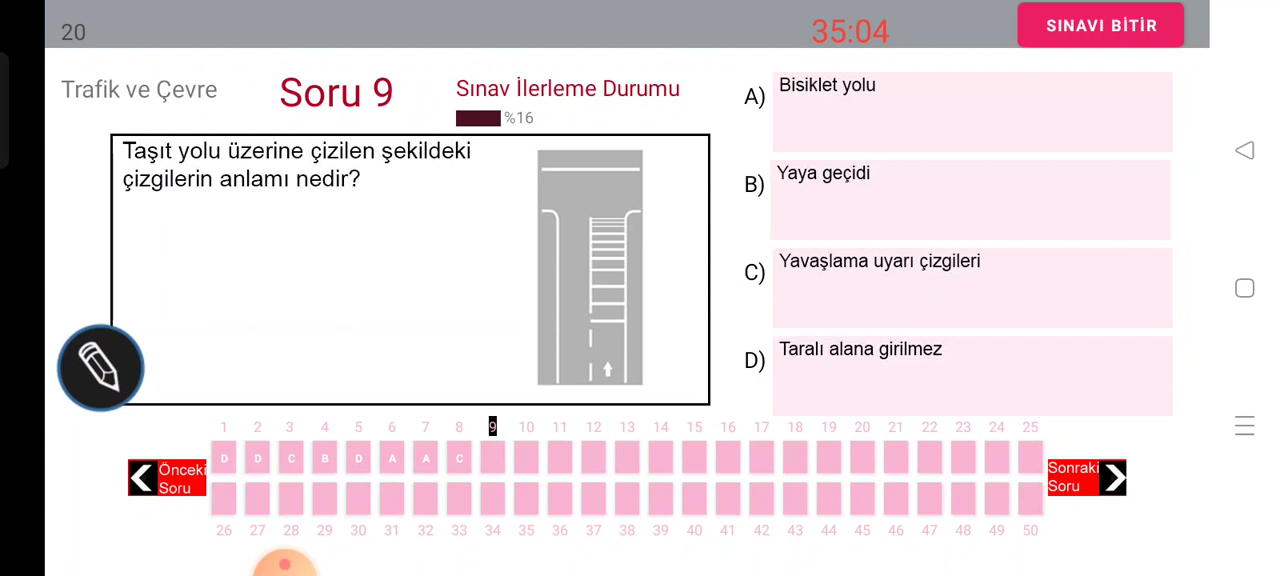 20
35:04
SINAVI BİTİR
Trafik ve Çevre
Soru 9
Sınav İlerleme Durumu
%16
Taşıt yolu üzerine çizilen şekildeki
çizgilerin anlamı nedir?
A) Bisiklet yolu
B) Yaya geçidi
C) Yavaşlama uyarı çizgileri
D) Taralı alana girilmez
1 2 3 4 5 6 7 8 9 10 11 12 13 14 15 16 17 18 19 20 21 22 23 24 25
D D C B D A A C
Önceki
Soru
Sonraki
Soru
26 27 28 29 30 31 32 33 34 35 36 37 38 39 40 41 42 43 44 45 46 47 48 49 50